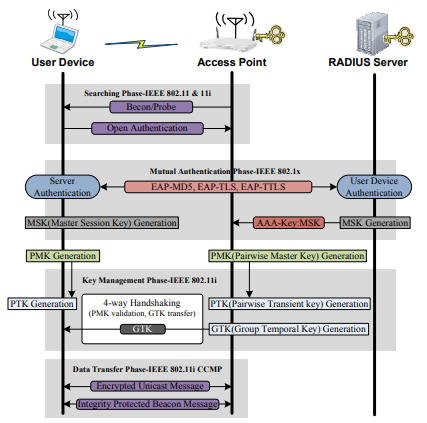 User Device
Access Point
RADIUS Server
Searching Phase-IEEE 802.11 & 11i
Becon/Probe
Open Authentication
Mutual Authentication Phase-IEEE 802.1x
Server
Authentication
EAP-MD5, EAP-TLS, EAP-TTLS
User Device
Authentication
MSK(Master Session Key) Generation
AAA-Key:MSK
MSK Generation
PMK Generation
PMK(Pairwise Master Key) Generation
Key Management Phase-IEEE 802.11i
PTK Generation
4-way Handshaking
(PMK validation, GTK transfer)
PTK(Pairwise Transient key) Generation
GTK
GTK(Group Temporal Key) Generation
Data Transfer Phase-IEEE 802.11i CCMP
Encrypted Unicast Message
Integrity Protected Beacon Message